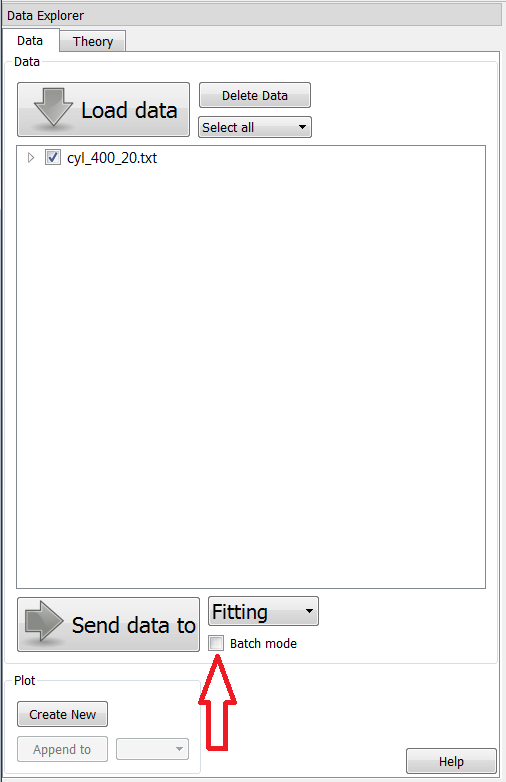 Data Explorer
Data
Theory
Data
Load data
Delete Data
Select all
cyl_400_20.txt
Send data to
Fitting
Batch mode
Plot
Create New
Append to
Help